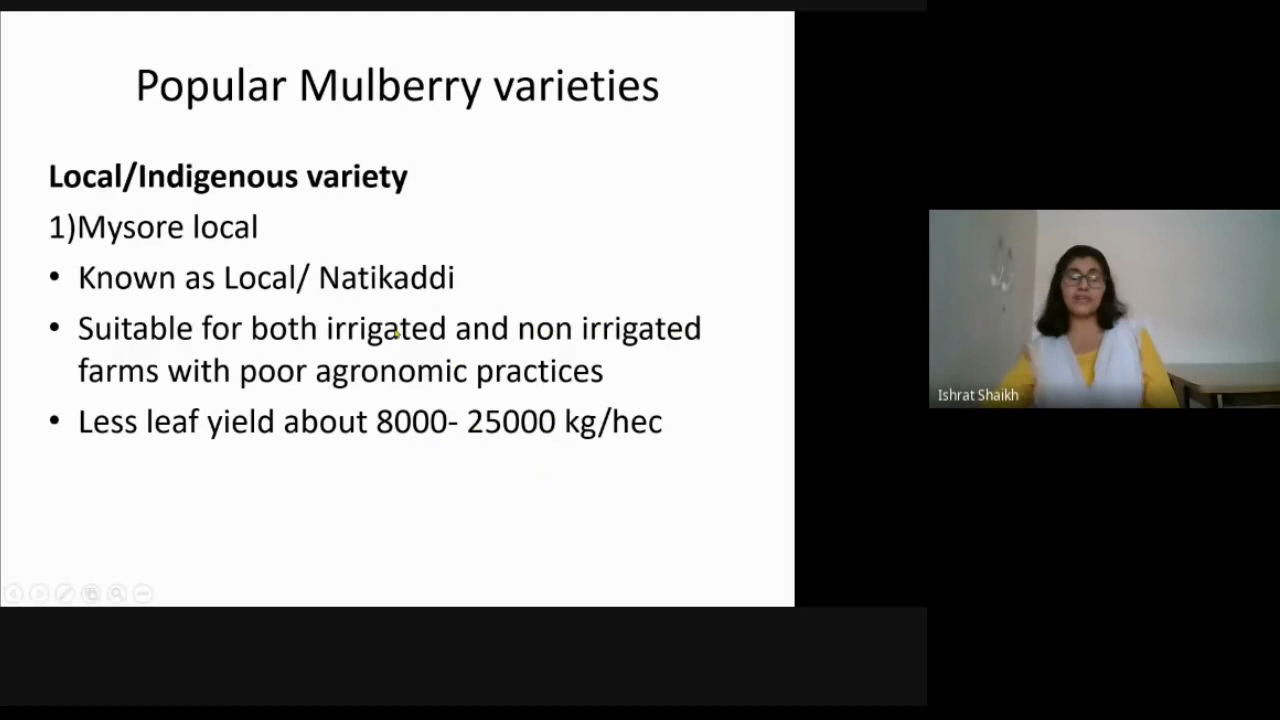 Popular Mulberry varieties
Local/Indigenous variety
1)Mysore local
• Known as Local/ Natikaddi
• Suitable for both irrigated and non irrigated
farms with poor agronomic practices
• Less leaf yield about 8000- 25000 kg/hec
Ishrat Shaikh